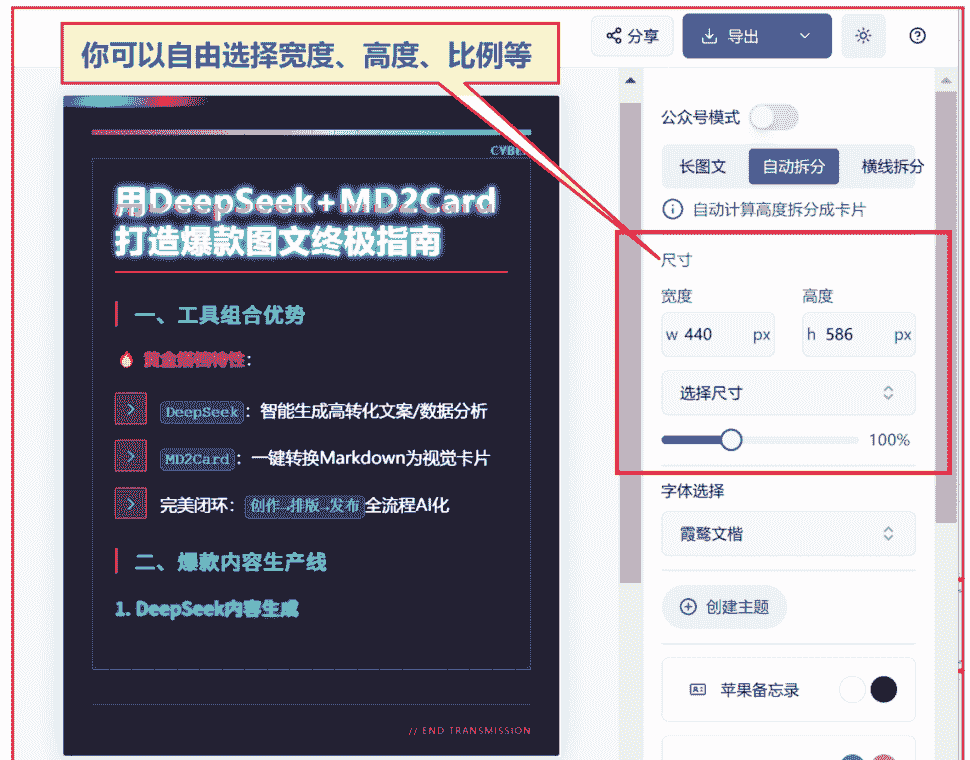 分享
导出
你可以自由选择宽度、高度、比例等
用DeepSeek+MD2Card
打造爆款图文终极指南
一、工具组合优势
DeepSeek：智能生成高转化文案/数据分析
MD2Card：一键转换Markdown为视觉卡片
完美闭环：创作→排版→发布全流程AI化
二、爆款内容生产线
1. DeepSeek内容生成
// END TRANSMISSION
公众号模式
长图文 自动拆分 横线拆分
自动计算高度拆分成卡片
尺寸
宽度 高度
w 440 px h 586 px
选择尺寸
100%
字体选择
霞鹜文楷
创建主题
苹果备忘录